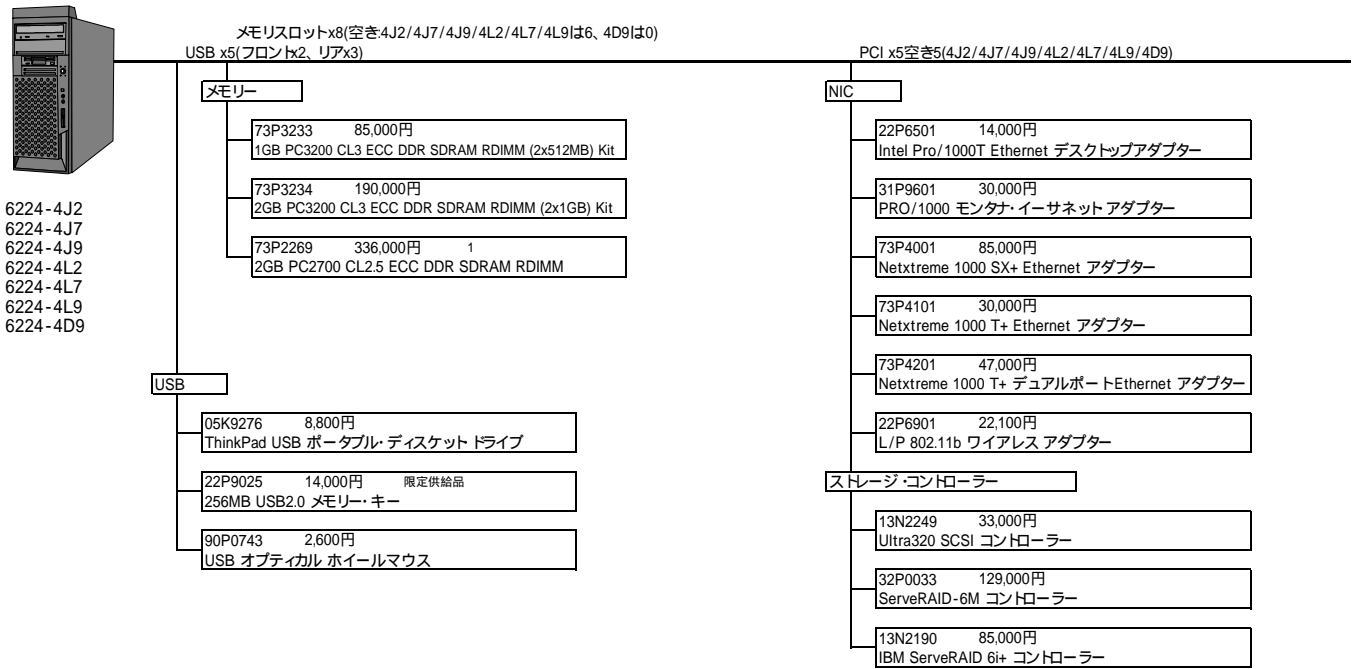 メモリスロットx8(空き:4J2/4J7/4J9/4L2/4L7/4L9は6、4D9は0)
USB x5(フロントx2、リアx3)
PCI x5空き5(4J2/4J7/4J9/4L2/4L7/4L9/4D9)
6224-4J2
6224-4J7
6224-4J9
6224-4L2
6224-4L7
6224-4L9
6224-4D9
メモリー
73P3233 85,000円
1GB PC3200 CL3 ECC DDR SDRAM RDIMM (2x512MB) Kit
73P3234 190,000円
2GB PC3200 CL3 ECC DDR SDRAM RDIMM (2x1GB) Kit
73P2269 336,000円 1
2GB PC2700 CL2.5 ECC DDR SDRAM RDIMM
USB
05K9276 8,800円
ThinkPad USB ポータブル・ディスケット ドライブ
22P9025 14,000円 限定供給品
256MB USB2.0 メモリー・キー
90P0743 2,600円
USB オプティカル ホイールマウス
NIC
22P6501 14,000円
Intel Pro/1000T Ethernet デスクトップアダプター
31P9601 30,000円
PRO/1000 モンタナ・イーサネット アダプター
73P4001 85,000円
Netxtreme 1000 SX+ Ethernet アダプター
73P4101 30,000円
Netxtreme 1000 T+ Ethernet アダプター
73P4201 47,000円
Netxtreme 1000 T+ デュアルポートEthernet アダプター
22P6901 22,100円
L/P 802.11b ワイアレス アダプター
ストレージ・コントローラー
13N2249 33,000円
Ultra320 SCSI コントローラー
32P0033 129,000円
ServeRAID-6M コントローラー
13N2190 85,000円
IBM ServeRAID 6i+ コントローラー